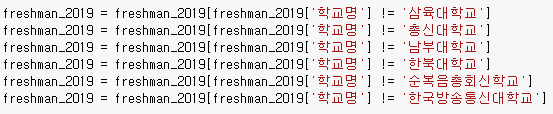 freshman_2019 = freshman_2019[freshman_2019['학교명'] != '삼육대학교']
freshman_2019 = freshman_2019[freshman_2019['학교명'] != '총신대학교']
freshman_2019 = freshman_2019[freshman_2019['학교명'] != '남부대학교']
freshman_2019 = freshman_2019[freshman_2019['학교명'] != '한북대학교']
freshman_2019 = freshman_2019[freshman_2019['학교명'] != '순복음총회신학교']
freshman_2019 = freshman_2019[freshman_2019['학교명'] != '한국방송통신대학교']